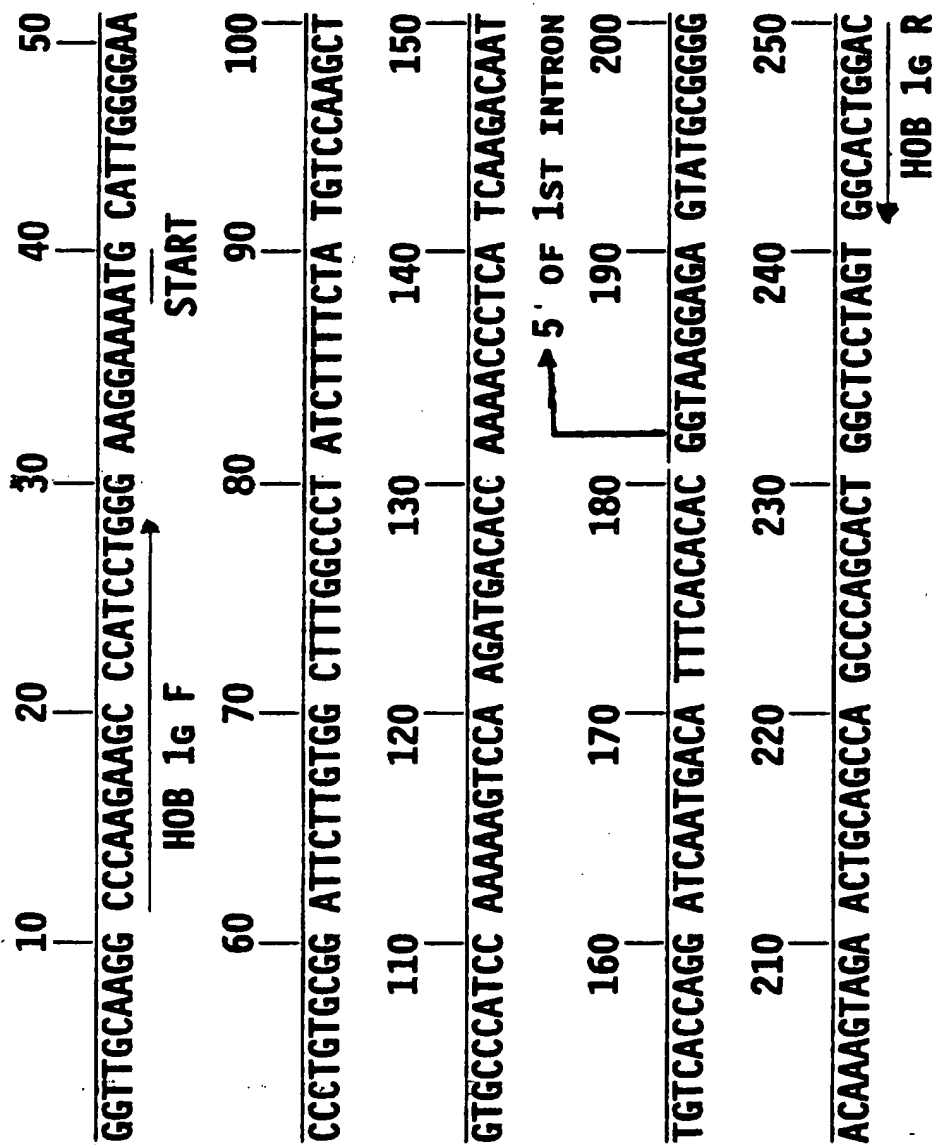 10 20 30 40 50
GGTTGCAAGG CCCAAGAAGC CCATCCTGGG AAGGAAAATG CATTGGGGAA
HOB 1G F START
60 70 80 90 100
CCCTGTGCGG ATTCTTGTGG CTTTGGCCCT ATCTTTTCTA TGTCCAAGCT
110 120 130 140 150
GTGCCCATCC AAAAAGTCCA AGATGACACC AAAACCCTCA TCAAGACAAT
5' OF 1ST INTRON
160 170 180 190 200
TGTCACCAGG ATCAATGACA TTTCACACAC GGTAAGGAGA GTATGCGGGG
210 220 230 240 250
ACAAAGTAGA ACTGCAGCCA GCCCAGCACT GGCTCCTAGT GGCACTGGAC
HOB 1G R